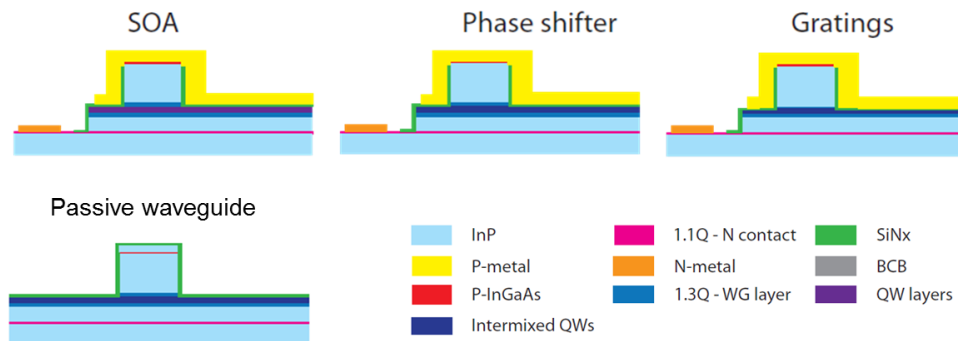 SOA
Phase shifter
Gratings
Passive waveguide
InP
1.1Q - N contact
SiNx
P-metal
N-metal
BCB
P-InGaAs
1.3Q - WG layer
QW layers
Intermixed QWs